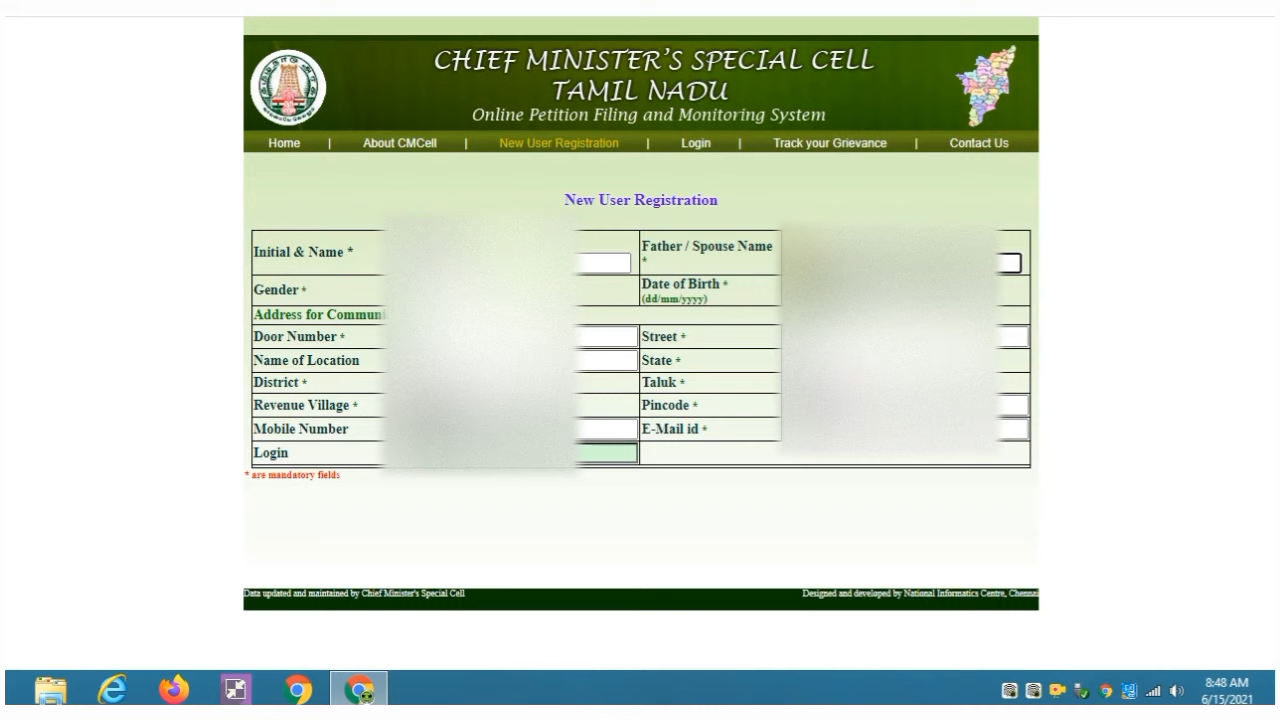 CHIEF MINISTER'S SPECIAL CELL
TAMIL NADU
Online Petition Filing and Monitoring System
Home | About CMCell | New User Registration | Login | Track your Grievance | Contact Us
New User Registration
Initial & Name *
Father / Spouse Name *
Gender *
Date of Birth *
(dd/mm/yyyy)
Address for
Door Number *
Street *
Name of Location
State *
District *
Taluk *
Revenue Village *
Pincode *
Mobile Number
E-Mail id *
Login
* are mandatory fields
Data updated and maintained by Chief Minister's Special Cell
Designed and developed by National Informatics Centre, Chennai
8:48 AM
6/15/2021